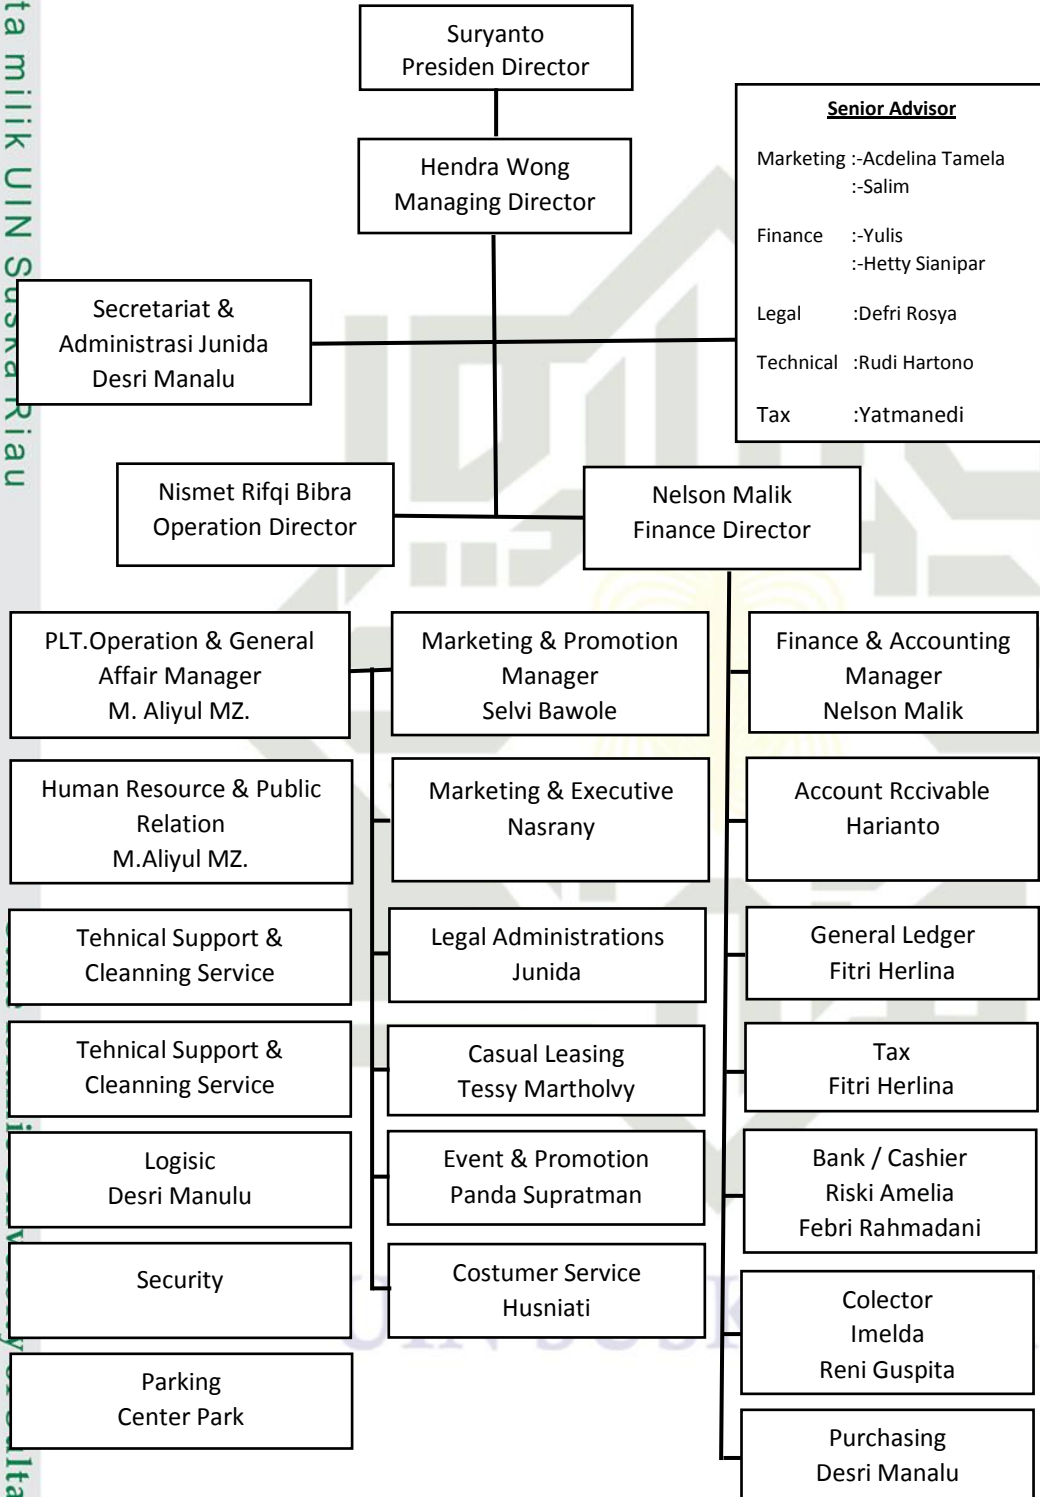 Suryanto
Presiden Director
Hendra Wong
Managing Director
Senior Advisor
Marketing :-Acdelina Tamela
:-Salim
Finance :-Yulis
:-Hetty Sianipar
Legal :Defri Rosya
Technical :Rudi Hartono
Tax :Yatmanedi
Secretariat &
Administrasi Junida
Desri Manalu
Nismet Rifqi Bibra
Operation Director
Nelson Malik
Finance Director
PLT.Operation & General
Affair Manager
M. Aliyul MZ.
Marketing & Promotion
Manager
Selvi Bawole
Finance & Accounting
Manager
Nelson Malik
Human Resource & Public
Relation
M.Aliyul MZ.
Marketing & Executive
Nasrany
Account Rccivable
Harianto
Tehnical Support &
Cleanning Service
Legal Administrations
Junida
General Ledger
Fitri Herlina
Tehnical Support &
Cleanning Service
Casual Leasing
Tessy Martholvy
Tax
Fitri Herlina
Logisic
Desri Manulu
Event & Promotion
Panda Supratman
Bank / Cashier
Riski Amelia
Febri Rahmadani
Security
Costumer Service
Husniati
Colector
Imelda
Reni Guspita
Parking
Center Park
Purchasing
Desri Manalu
milik UIN Suska Riau
UIN SUSK